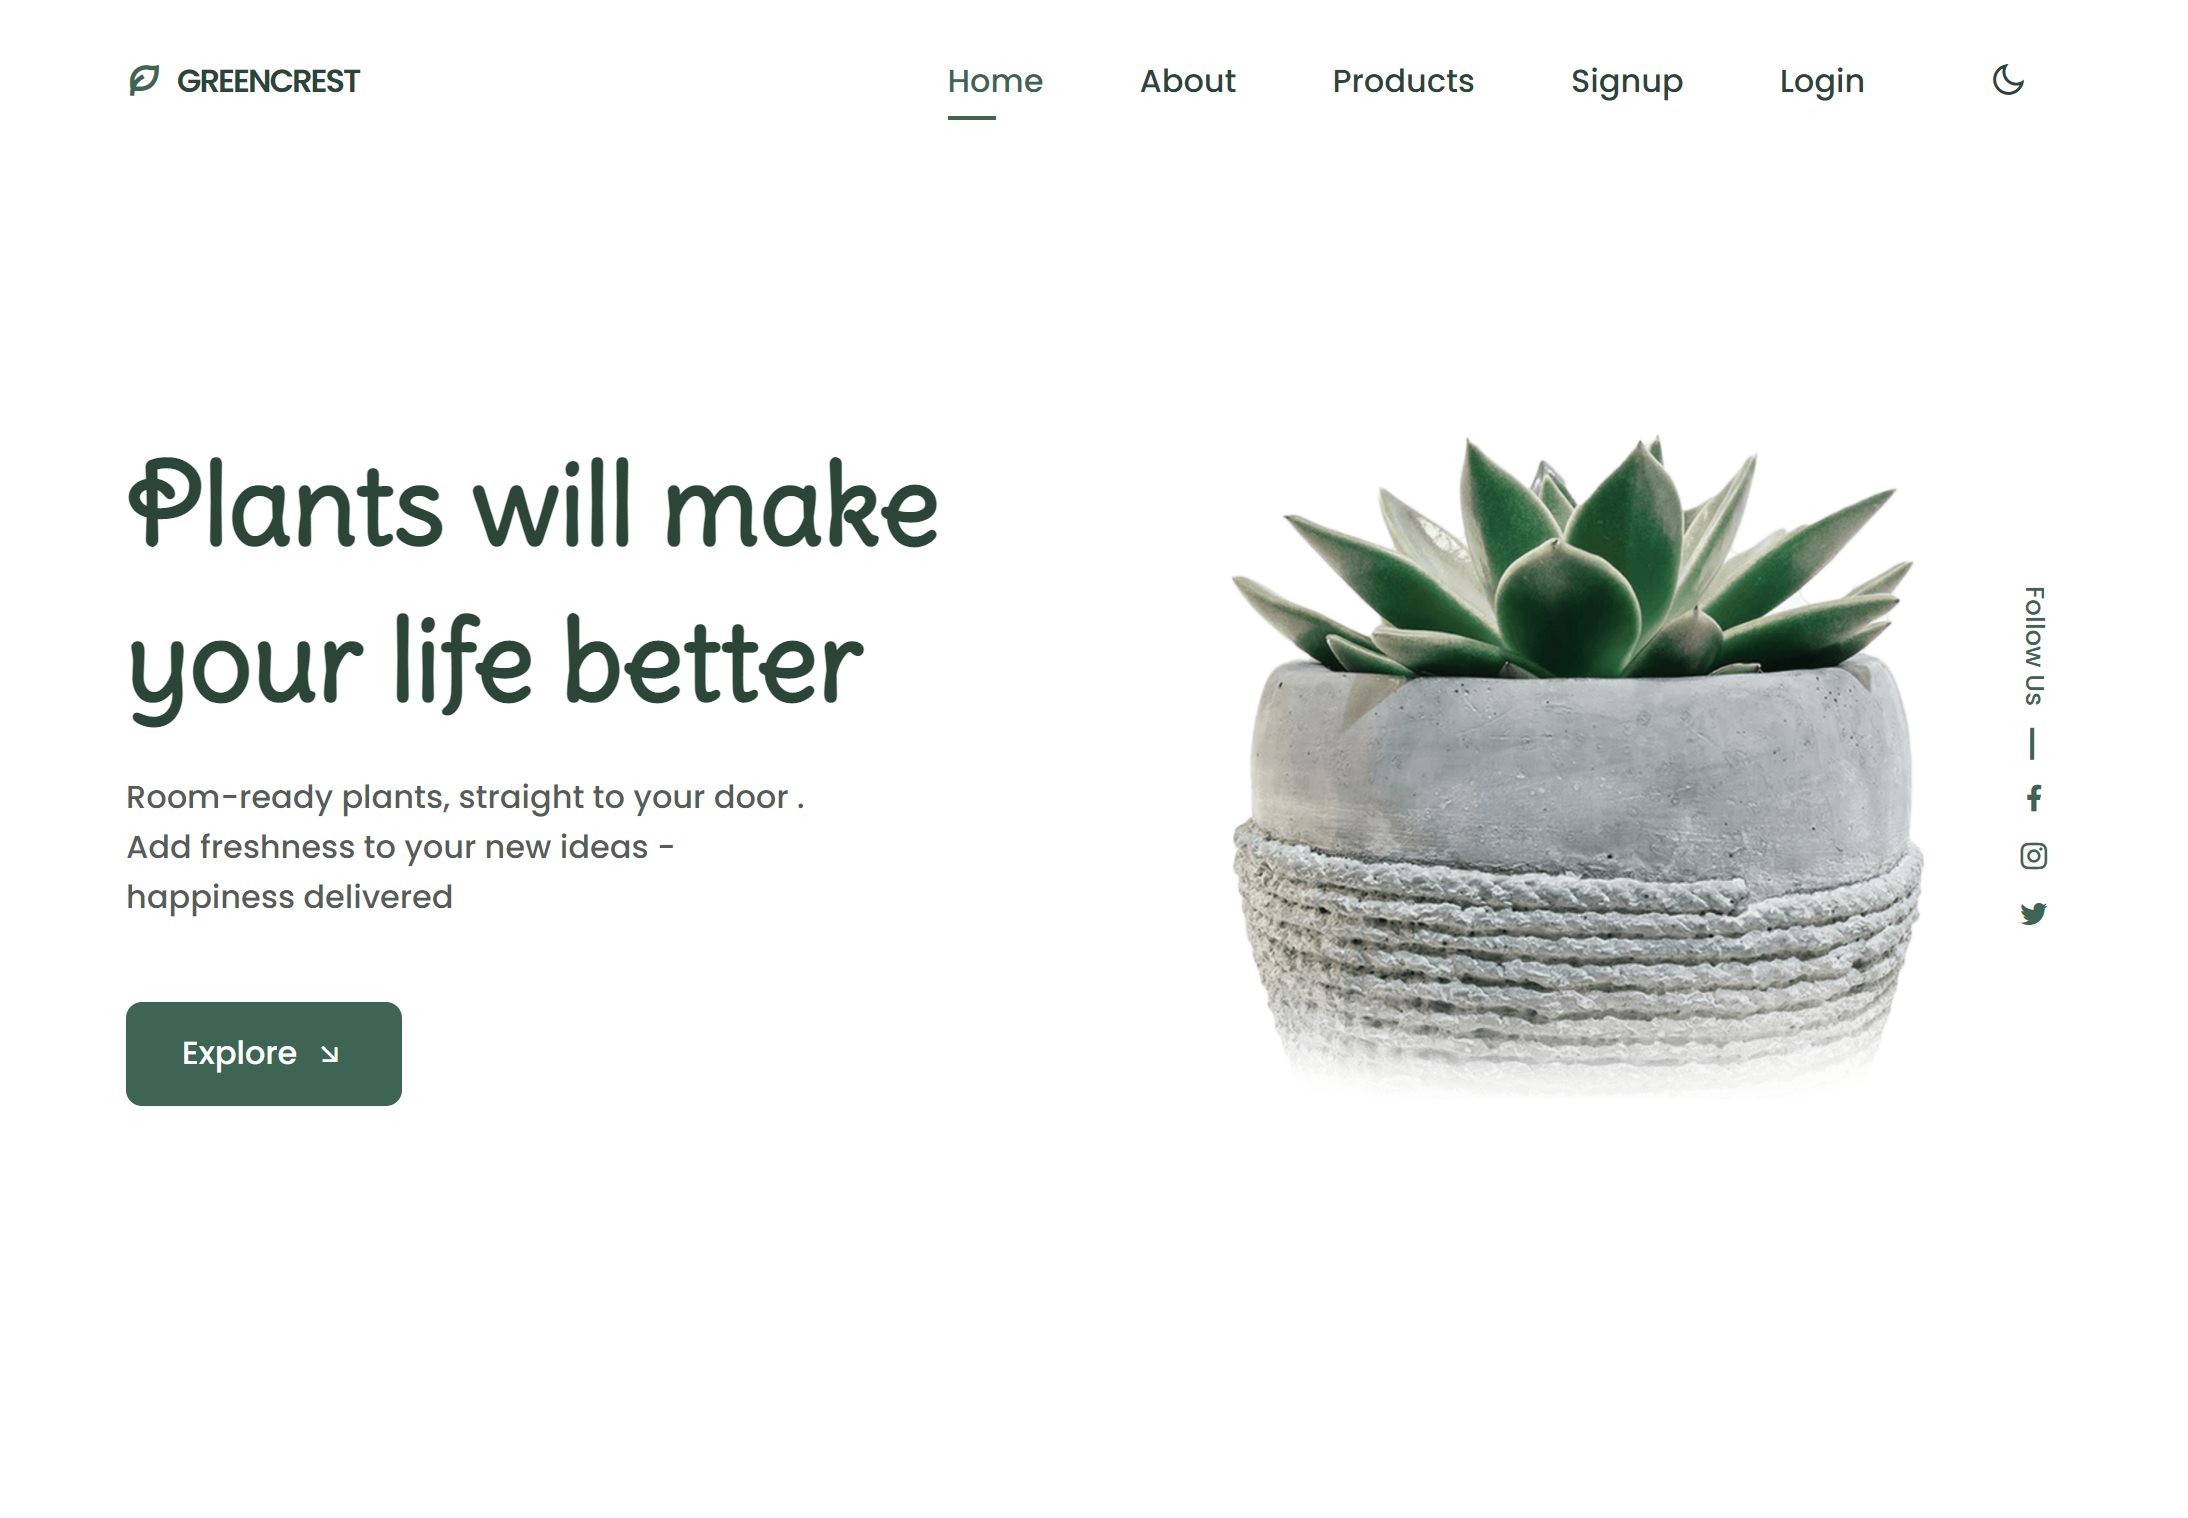 GREENCREST
Home
About
Products
Signup
Login
Plants will make
your life better
Room-ready plants, straight to your door .
Add freshness to your new ideas -
happiness delivered
Explore
Follow Us